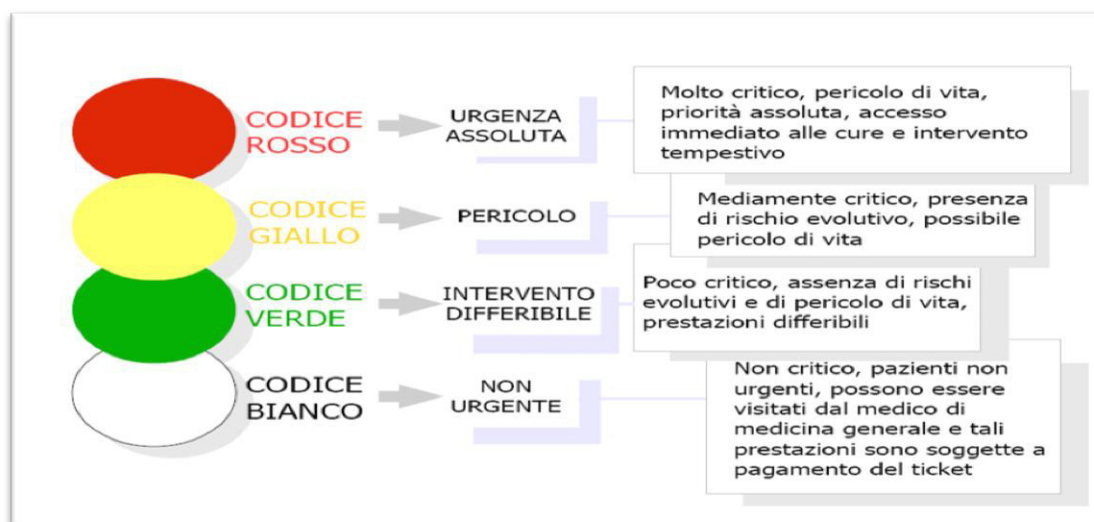 CODICE
ROSSO
URGENZA
ASSOLUTA
Molto critico, pericolo di vita,
priorità assoluta, accesso
immediato alle cure e intervento
tempestivo
CODICE
GIALLO
PERICOLO
Mediamente critico, presenza
di rischio evolutivo, possibile
pericolo di vita
CODICE
VERDE
INTERVENTO
DIFFERIBILE
Poco critico, assenza di rischi
evolutivi e di pericolo di vita,
prestazioni differibili
CODICE
BIANCO
NON
URGENTE
Non critico, pazienti non
urgenti, possono essere
visitati dal medico di
medicina generale e tali
prestazioni sono soggette a
pagamento del ticket